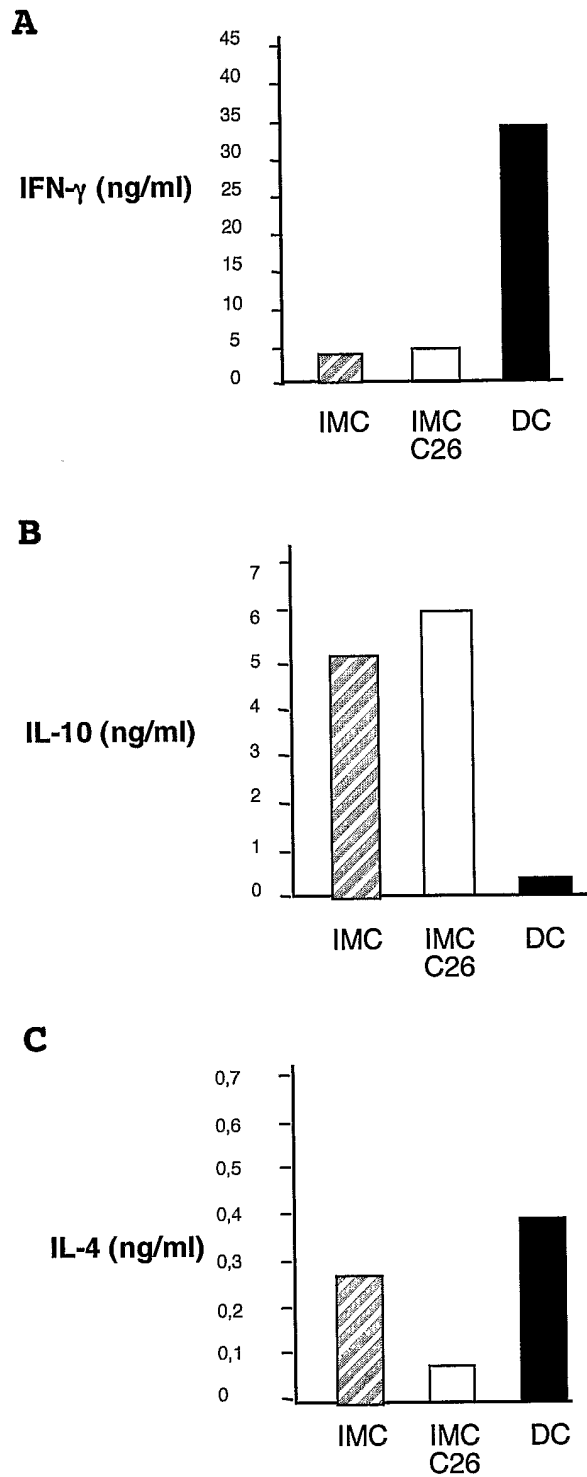 A
45
40
35
30
IFN-γ (ng/ml)
25
20
15
10
5
0
IMC
IMC
C26
DC
B
7
6
5
4
IL-10 (ng/ml)
3
2
1
0
IMC
IMC
C26
DC
C
0,7
0,6
0,5
0,4
IL-4 (ng/ml)
0,3
0,2
0,1
0
IMC
IMC
C26
DC